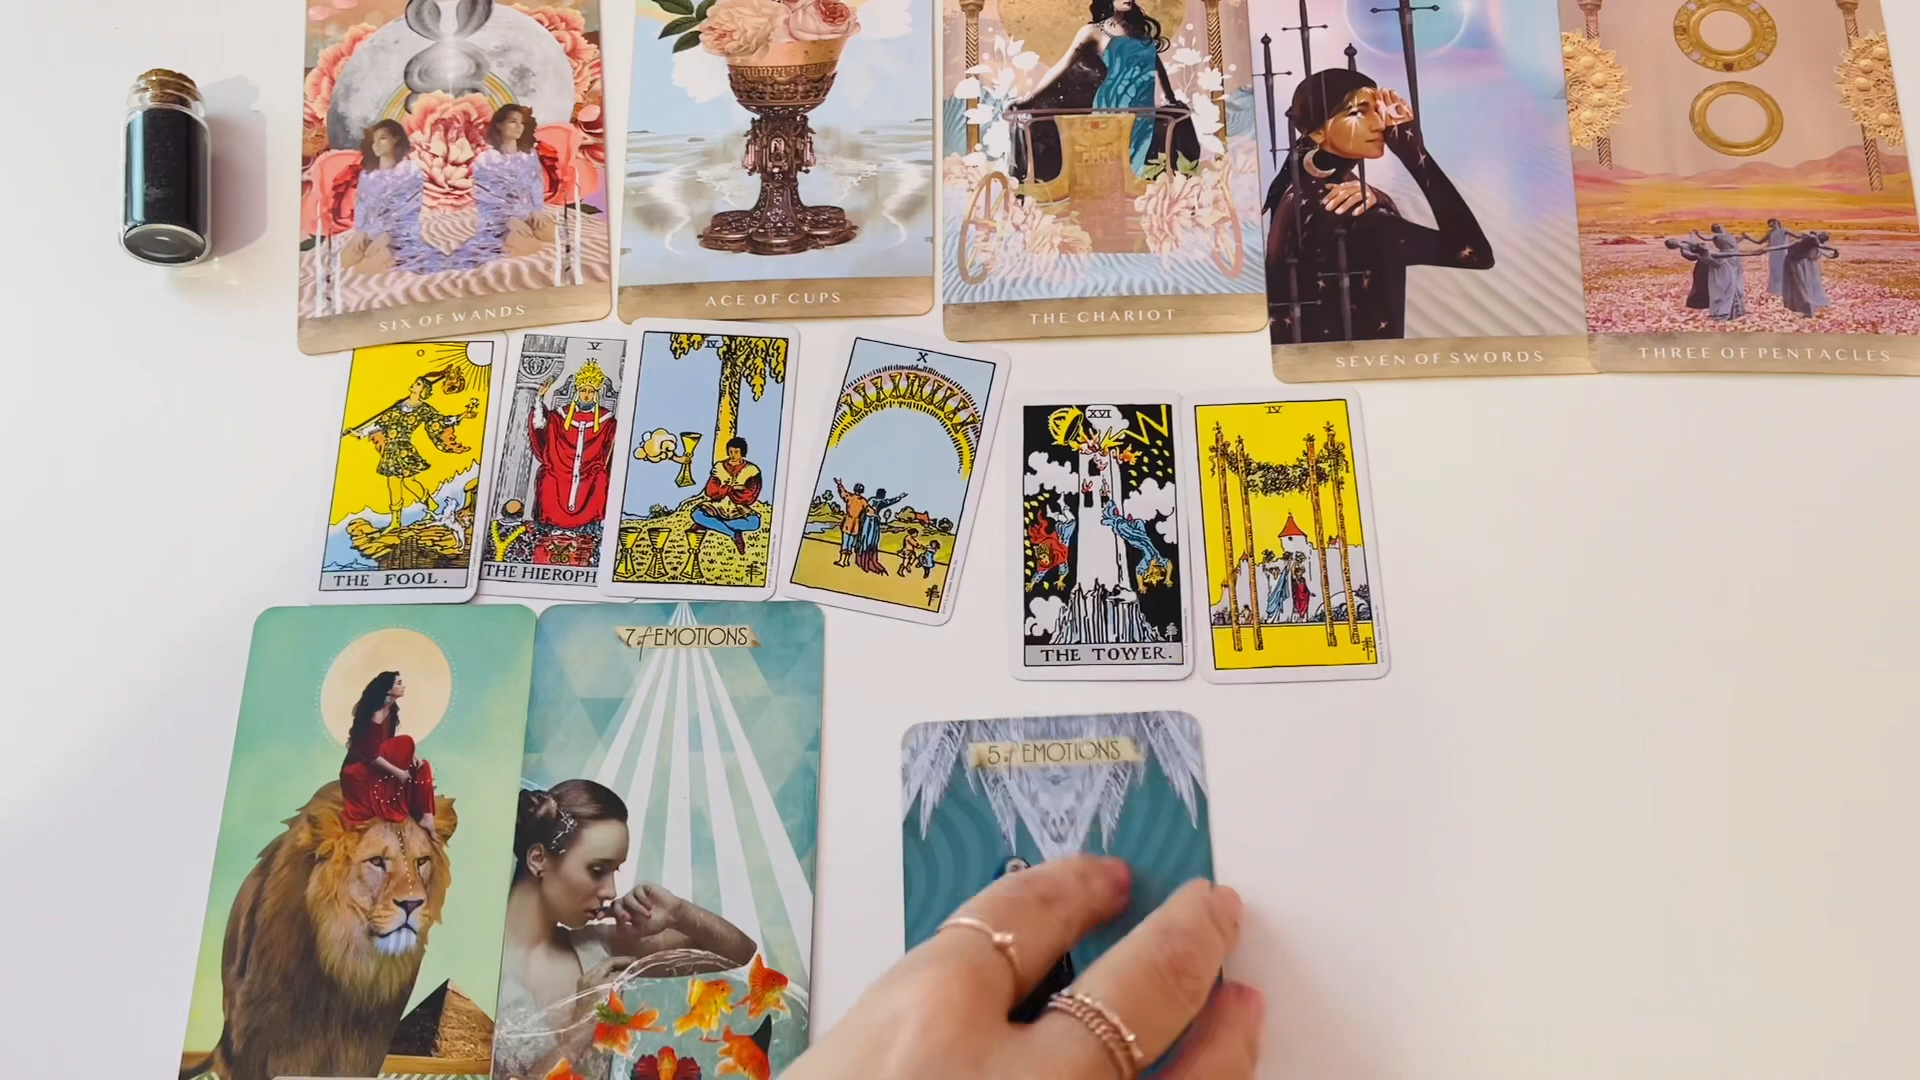 SIX OF WANDS
ACE OF CUPS
THE CHARIOT
SEVEN OF SWORDS
THREE OF PENTACLES
V
IV
X
XVI
IV
THE FOOL.
THE HIEROPH
THE TOWER.
7 of EMOTIONS
5 of EMOTIONS